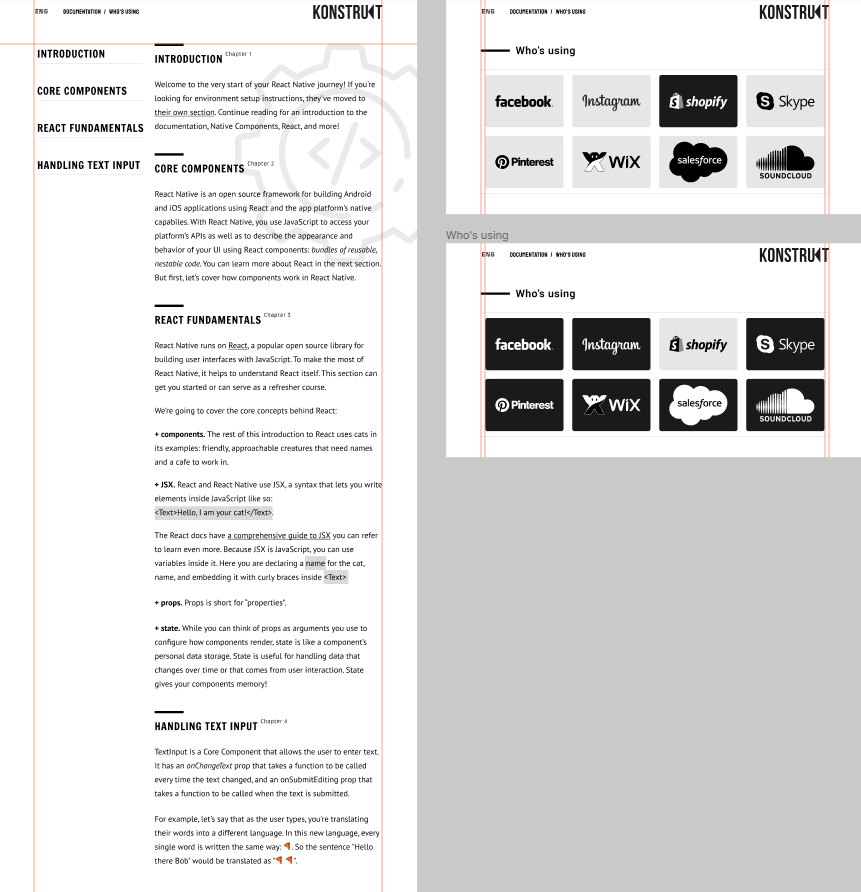 ENG DOCUMENTATION / WHO'S USING KONSTRUKT
INTRODUCTION
CORE COMPONENTS
REACT FUNDAMENTALS
HANDLING TEXT INPUT
INTRODUCTION Chapter 1
Welcome to the very start of your React Native journey! If you're
looking for environment setup instructions, they've moved to
their own section. Continue reading for an introduction to the
documentation, Native Components, React, and more!
CORE COMPONENTS Chapter 2
React Native is an open source framework for building Android
and iOS applications using React and the app platform's native
capabiles. With React Native, you use JavaScript to access your
platform's APIs as well as to describe the appearance and
behavior of your UI using React components: bundles of reusable,
nestable code. You can learn more about React in the next section.
But first, let's cover how components work in React Native.
REACT FUNDAMENTALS Chapter 3
React Native runs on React, a popular open source library for
building user interfaces with JavaScript. To make the most of
React Native, it helps to understand React itself. This section can
get you started or can serve as a refresher course.
We're going to cover the core concepts behind React:
+ components. The rest of this introduction to React uses cats in
its examples: friendly, approachable creatures that need names
and a cafe to work in.
+ JSX. React and React Native use JSX, a syntax that lets you write
elements inside JavaScript like so:
<Text>Hello, I am your cat!</Text>.
The React docs have a comprehensive guide to JSX you can refer
to learn even more. Because JSX is JavaScript, you can use
variables inside it. Here you are declaring a name for the cat,
name, and embedding it with curly braces inside <Text>
+ props. Props is short for "properties".
+ state. While you can think of props as arguments you use to
configure how components render, state is like a component's
personal data storage. State is useful for handling data that
changes over time or that comes from user interaction. State
gives your components memory!
HANDLING TEXT INPUT Chapter 4
TextInput is a Core Component that allows the user to enter text.
It has an onChangeText prop that takes a function to be called
every time the text changed, and an onSubmitEditing prop that
takes a function to be called when the text is submitted.
For example, let's say that as the user types, you're translating
their words into a different language. In this new language, every
single word is written the same way: 🍕. So the sentence "Hello
there Bob" would be translated as "🍕 🍕".
ENG DOCUMENTATION / WHO'S USING KONSTRUKT
Who's using
facebook. Instagram shopify Skype
Pinterest WiX salesforce SOUNDCLOUD
Who's using
ENG DOCUMENTATION / WHO'S USING KONSTRUKT
Who's using
facebook. Instagram shopify Skype
Pinterest WiX salesforce SOUNDCLOUD